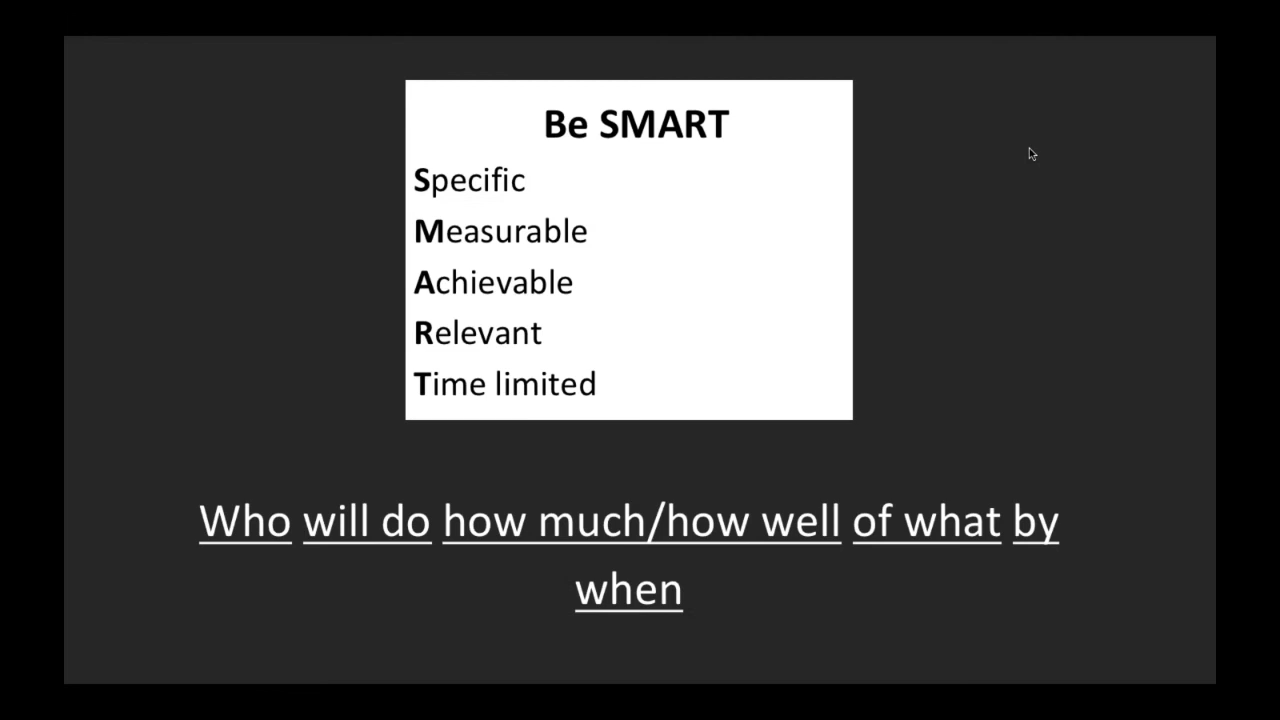 Be SMART
Specific
Measurable
Achievable
Relevant
Time limited
Who will do how much/how well of what by
when